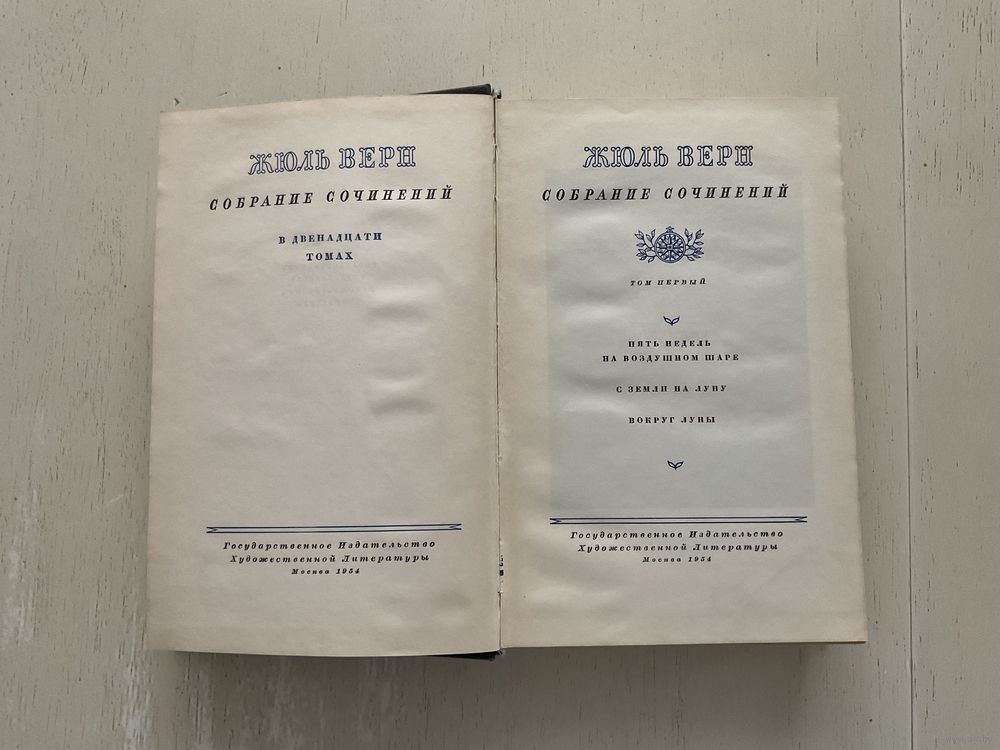 ЖЮЛЬ ВЕРН
СОБРАНИЕ СОЧИНЕНИЙ
В ДВЕНАДЦАТИ
ТОМАХ
Государственное Издательство
Художественной Литературы
Москва 1954
ЖЮЛЬ ВЕРН
СОБРАНИЕ СОЧИНЕНИЙ
ТОМ ПЕРВЫЙ
ПЯТЬ НЕДЕЛЬ
НА ВОЗДУШНОМ ШАРЕ
С ЗЕМЛИ НА ЛУНУ
ВОКРУГ ЛУНЫ
Государственное Издательство
Художественной Литературы
Москва 1954